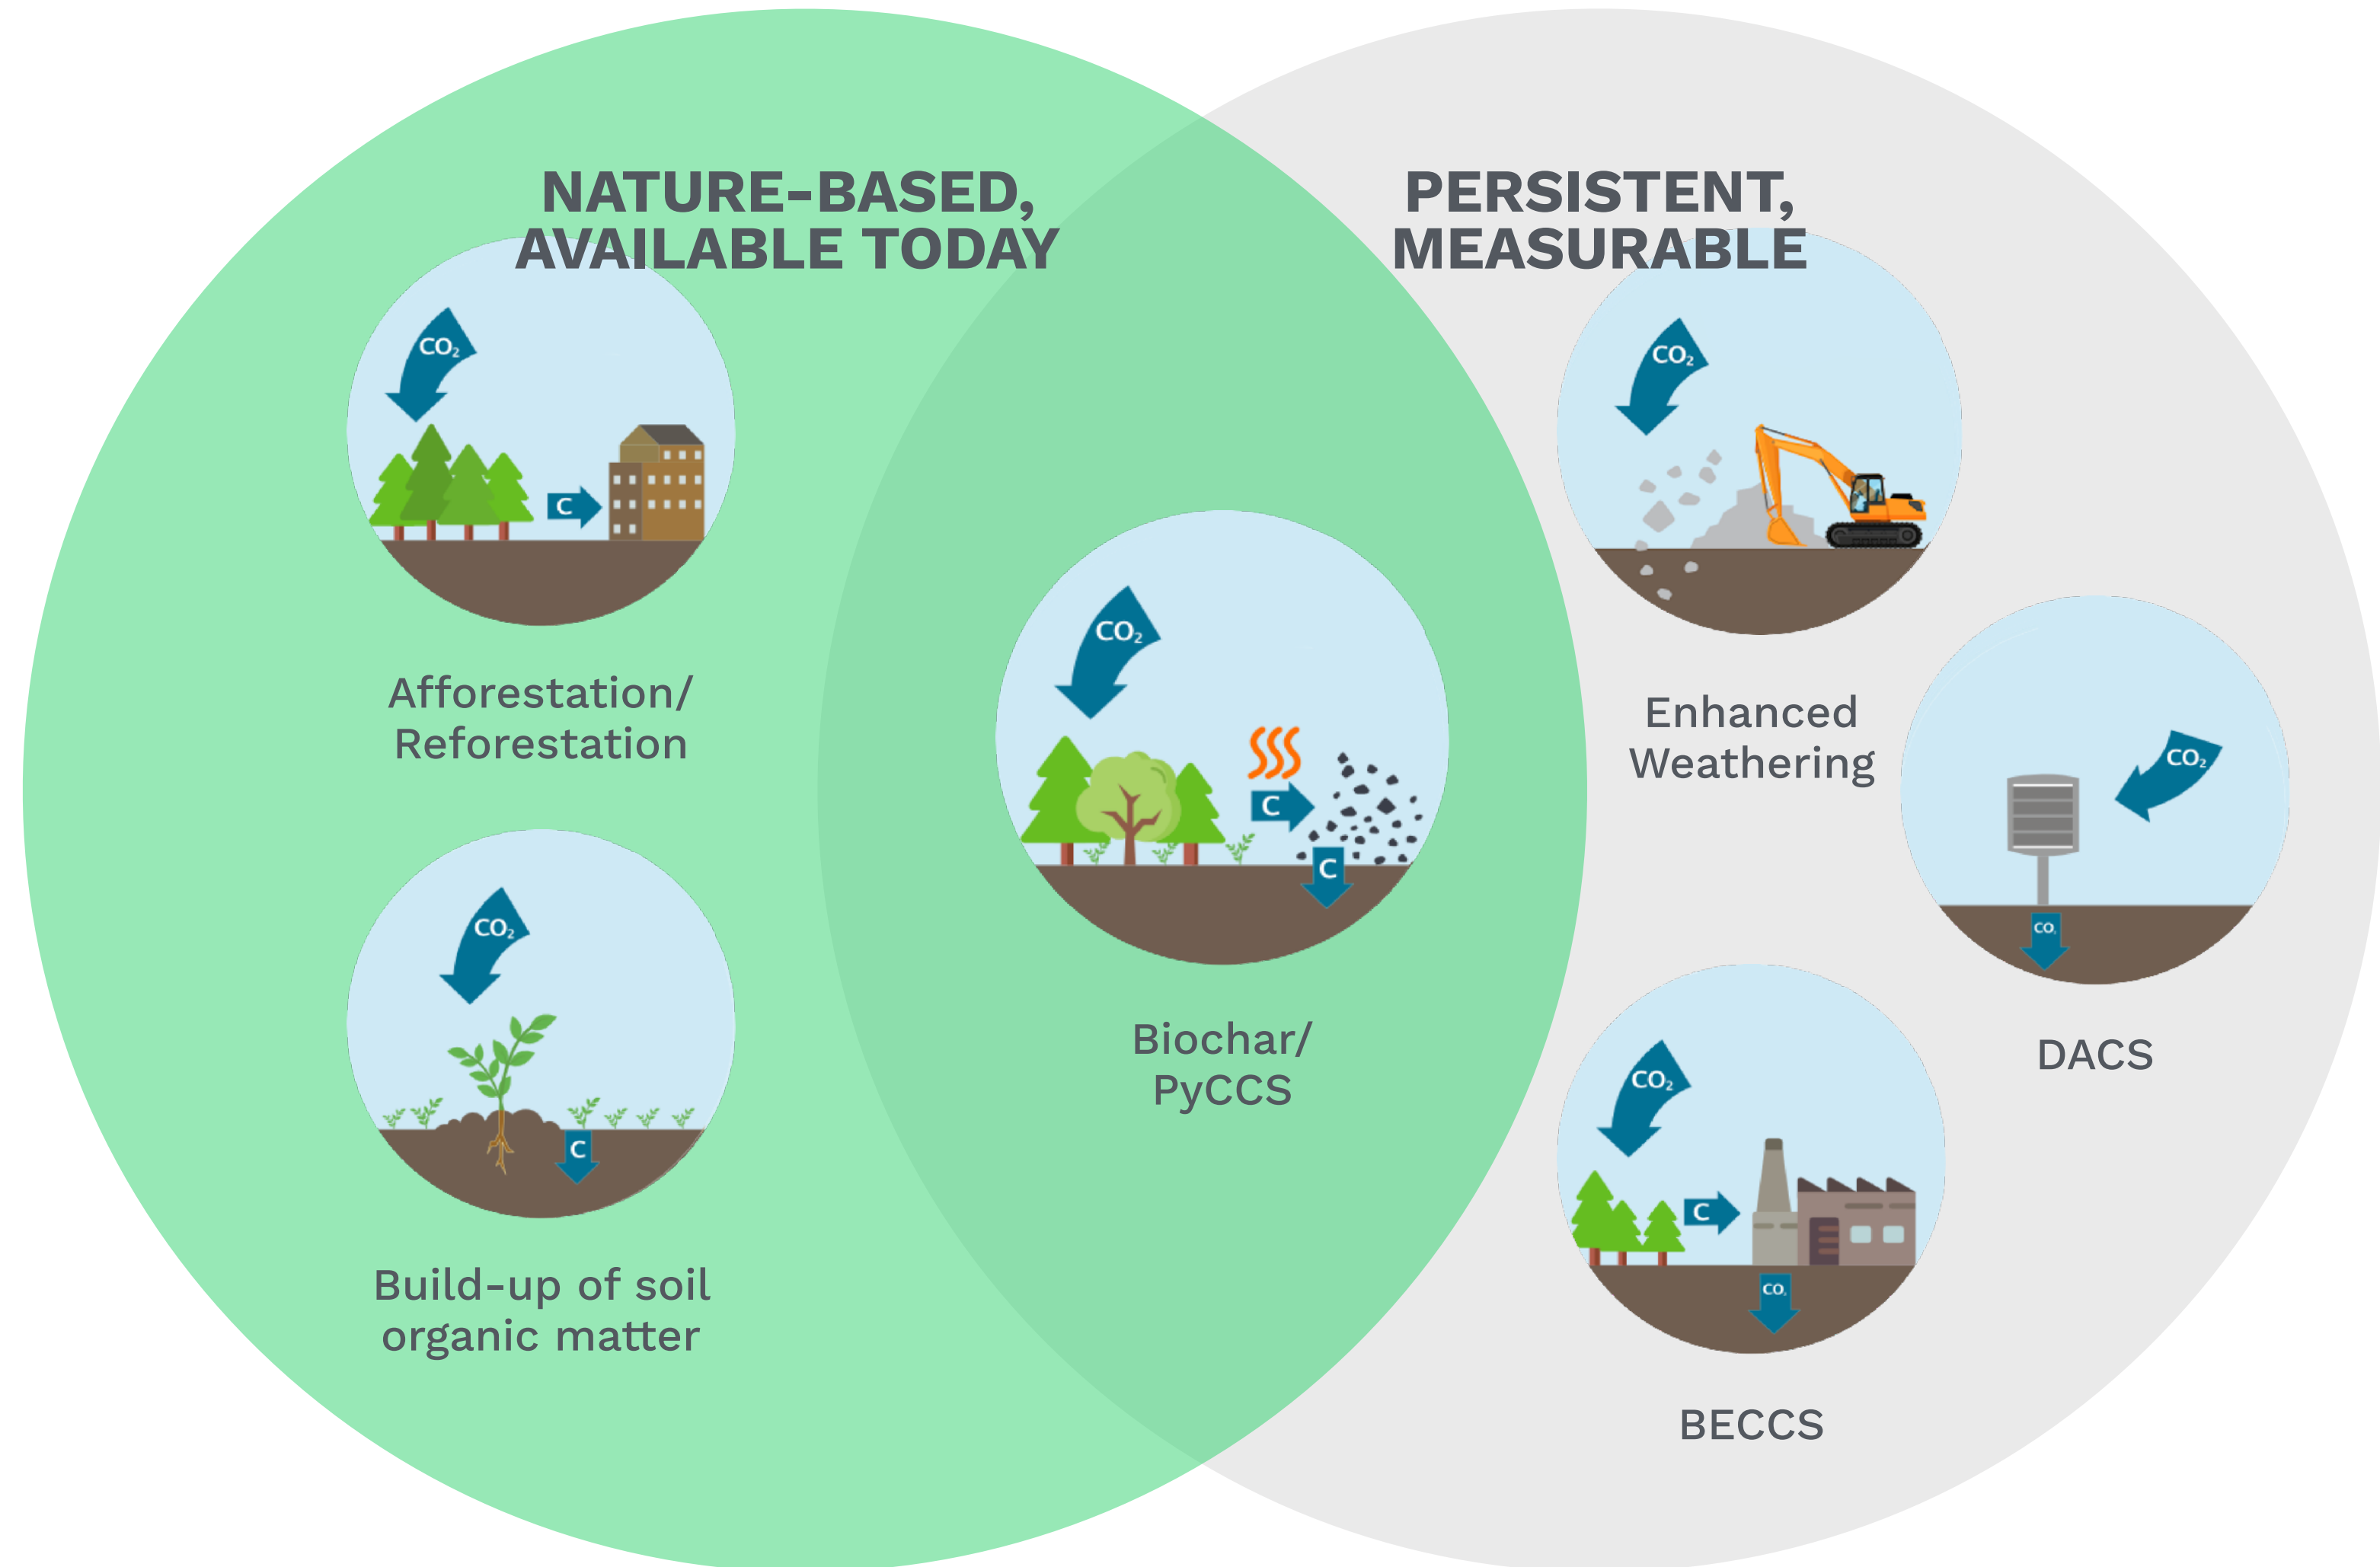 NATURE-BASED,
AVAILABLE TODAY
PERSISTENT,
MEASURABLE
CO₂
C
Afforestation/
Reforestation
CO₂
C
Build-up of soil
organic matter
CO₂
C
C
Biochar/
PyCCS
CO₂
Enhanced
Weathering
CO₂
CO₂
DACS
CO₂
C
CO₂
BECCS